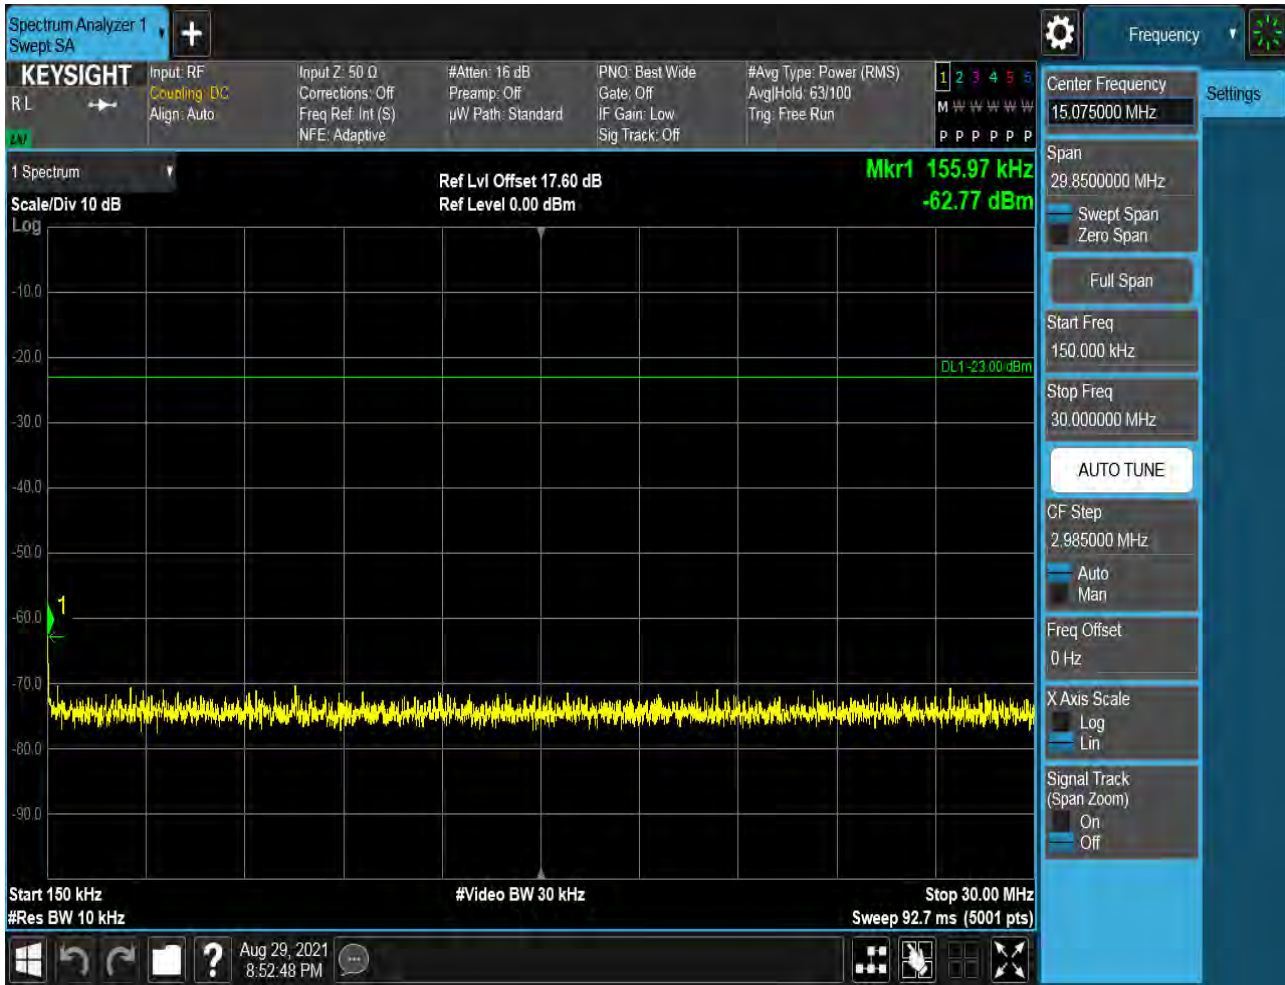 Spectrum Analyzer 1
Swept SA
+
Frequency
KEYSIGHT
R L
LNI
Input: RF
Coupling: DC
Align: Auto
Input Z: 50 Ω
Corrections: Off
Freq Ref: Int (S)
NFE: Adaptive
#Atten: 16 dB
Preamp: Off
µW Path: Standard
PNO: Best Wide
Gate: Off
IF Gain: Low
Sig Track: Off
#Avg Type: Power (RMS)
Avg|Hold: 63/100
Trig: Free Run
1 2 3 4 5 6
M W W W W W
P P P P P P
1 Spectrum
Scale/Div 10 dB
Log
Ref Lvl Offset 17.60 dB
Ref Level 0.00 dBm
Mkr1 155.97 kHz
-62.77 dBm
-10.0
-20.0
DL1 -23.00 dBm
-30.0
-40.0
-50.0
1
-60.0
-70.0
-80.0
-90.0
Start 150 kHz
#Video BW 30 kHz
Stop 30.00 MHz
#Res BW 10 kHz
Sweep 92.7 ms (5001 pts)
?
Aug 29, 2021
8:52:48 PM
Center Frequency
15.075000 MHz
Settings
Span
29.8500000 MHz
Swept Span
Zero Span
Full Span
Start Freq
150.000 kHz
Stop Freq
30.000000 MHz
AUTO TUNE
CF Step
2.985000 MHz
Auto
Man
Freq Offset
0 Hz
X Axis Scale
Log
Lin
Signal Track
(Span Zoom)
On
Off